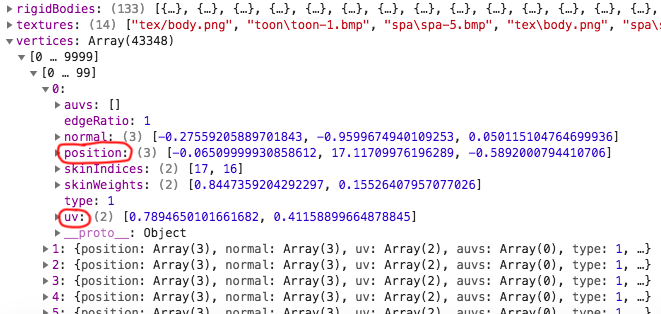 rigidBodies: (133) [{…}, {…}, {…}, {…}, {…}, {…}, {…}, {…}, {…}, {…}, {…}, {…}, {…},
textures: (14) ["tex/body.png", "toon\toon-1.bmp", "spa\spa-5.bmp", "tex\body.png", "spa\s
vertices: Array(43348)
[0 … 9999]
[0 … 99]
0:
auvs: []
edgeRatio: 1
normal: (3) [-0.27559205889701843, -0.9599674940109253, 0.050115104764699936]
position: (3) [-0.06509999930858612, 17.11709976196289, -0.5892000794410706]
skinIndices: (2) [17, 16]
skinWeights: (2) [0.8447359204292297, 0.15526407957077026]
type: 1
uv: (2) [0.7894650101661682, 0.41158899664878845]
__proto__: Object
1: {position: Array(3), normal: Array(3), uv: Array(2), auvs: Array(0), type: 1, …}
2: {position: Array(3), normal: Array(3), uv: Array(2), auvs: Array(0), type: 1, …}
3: {position: Array(3), normal: Array(3), uv: Array(2), auvs: Array(0), type: 1, …}
4: {position: Array(3), normal: Array(3), uv: Array(2), auvs: Array(0), type: 1, …}
5: {position: Array(3), normal: Array(3), uv: Array(2), auvs: Array(0), type: 1, …}